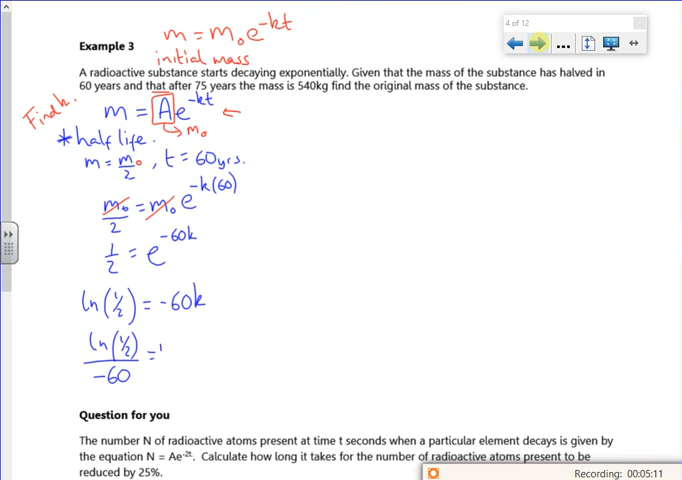 4 of 12
m = m₀e^-kt
Example 3
initial mass
A radioactive substance starts decaying exponentially. Given that the mass of the substance has halved in
60 years and that after 75 years the mass is 540kg find the original mass of the substance.
Find k.
m = Ae^-kt ←
→ m₀
*half life.
m = m₀/2 , t = 60yrs.
m₀/2 = m₀e^-k(60)
1/2 = e^-60k
ln(1/2) = -60k
ln(1/2)/-60 =
Question for you
The number N of radioactive atoms present at time t seconds when a particular element decays is given by
the equation N = Ae^-2t. Calculate how long it takes for the number of radioactive atoms present to be
reduced by 25%.
Recording: 00:05:11